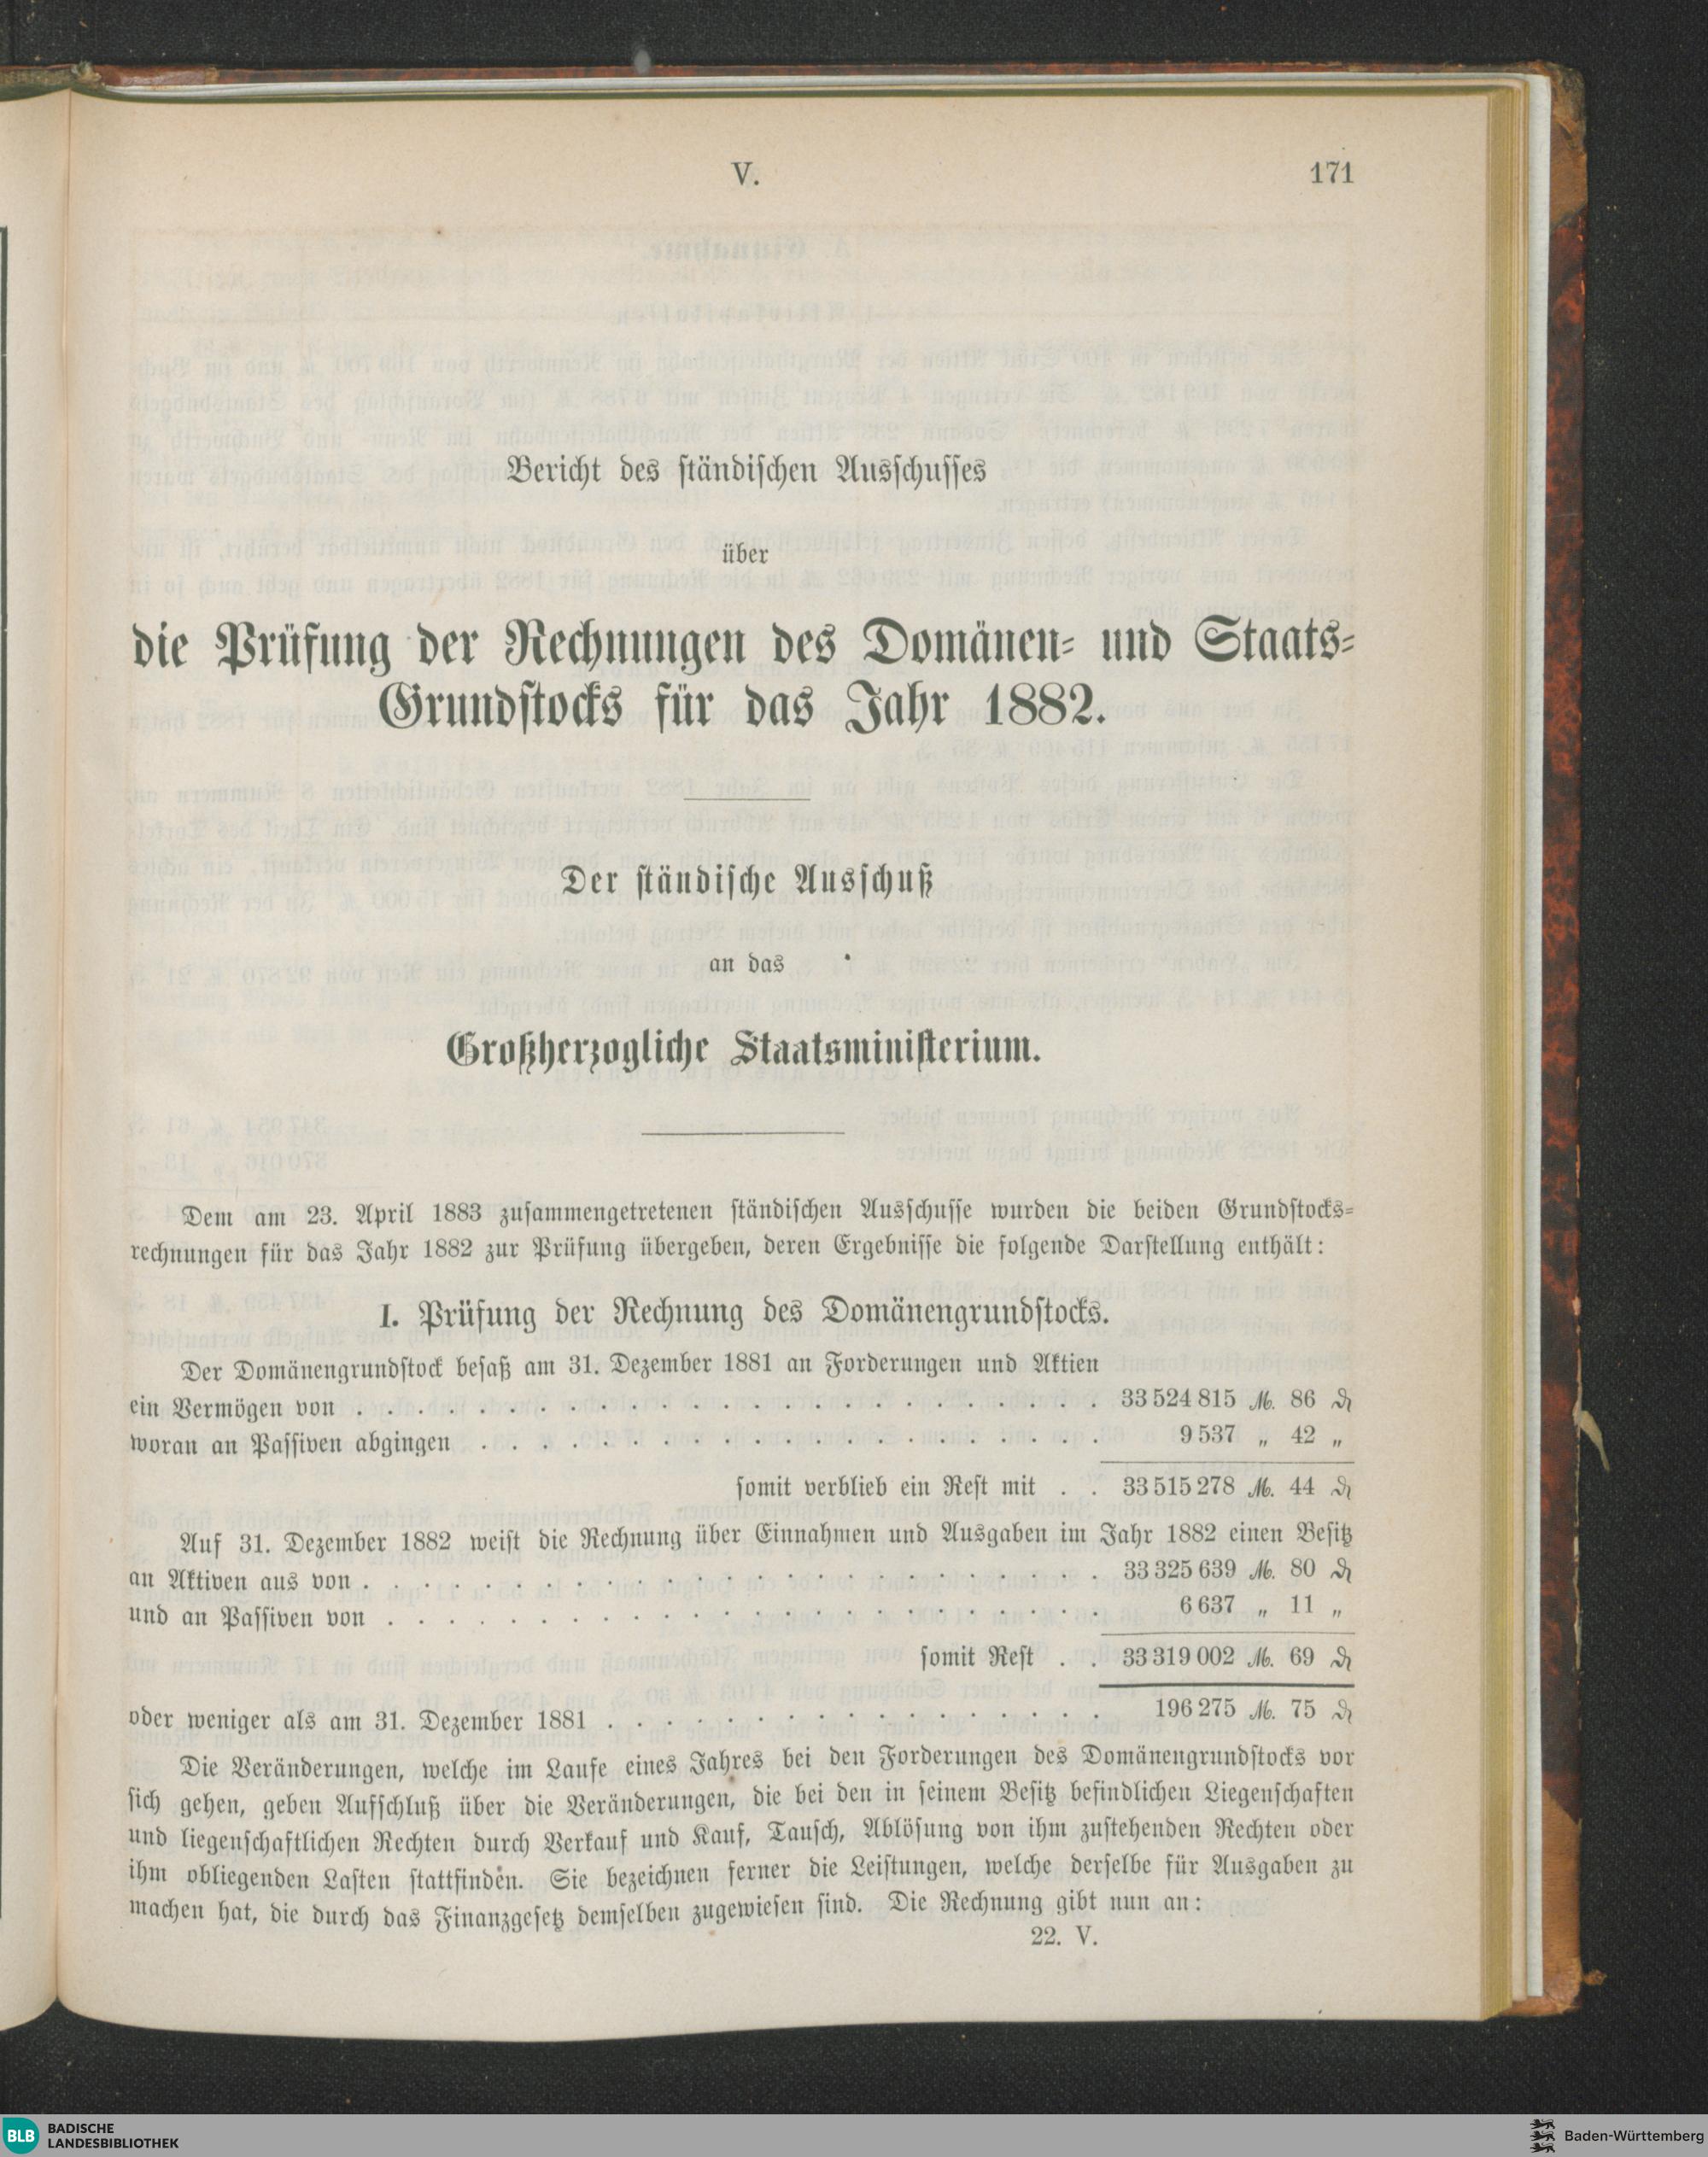 V.
171
Bericht des ständischen Ausschusses
über
die Prüfung der Rechnungen des Domänen- und Staats-
Grundstocks für das Jahr 1882.
Der ständische Ausschuß
an das
Großherzogliche Staatsministerium.
Dem am 23. April 1883 zusammengetretenen ständischen Ausschusse wurden die beiden Grundstocks-
rechnungen für das Jahr 1882 zur Prüfung übergeben, deren Ergebnisse die folgende Darstellung enthält:
I. Prüfung der Rechnung des Domänengrundstocks.
Der Domänengrundstock besaß am 31. Dezember 1881 an Forderungen und Aktien
ein Vermögen von . . . . . . . . . . . . . . . . . . . . . . . . . 33 524 815 ℳ. 86 ₰
woran an Passiven abgingen . . . . . . . . . . . . . . . . . . . . . 9 537 „ 42 „
somit verblieb ein Rest mit . . 33 515 278 ℳ. 44 ₰
Auf 31. Dezember 1882 weist die Rechnung über Einnahmen und Ausgaben im Jahr 1882 einen Besitz
an Aktiven aus von . . . . . . . . . . . . . . . . . . . . . . . . . 33 325 639 ℳ. 80 ₰
und an Passiven von . . . . . . . . . . . . . . . . . . . . . . . . 6 637 „ 11 „
somit Rest . . 33 319 002 ℳ. 69 ₰
oder weniger als am 31. Dezember 1881 . . . . . . . . . . . . . . . . . 196 275 ℳ. 75 ₰
Die Veränderungen, welche im Laufe eines Jahres bei den Forderungen des Domänengrundstocks vor
sich gehen, geben Aufschluß über die Veränderungen, die bei den in seinem Besitz befindlichen Liegenschaften
und liegenschaftlichen Rechten durch Verkauf und Kauf, Tausch, Ablösung von ihm zustehenden Rechten oder
ihm obliegenden Lasten stattfinden. Sie bezeichnen ferner die Leistungen, welche derselbe für Ausgaben zu
machen hat, die durch das Finanzgesetz demselben zugewiesen sind. Die Rechnung gibt nun an:
22. V.
BLB BADISCHE
LANDESBIBLIOTHEK
Baden-Württemberg